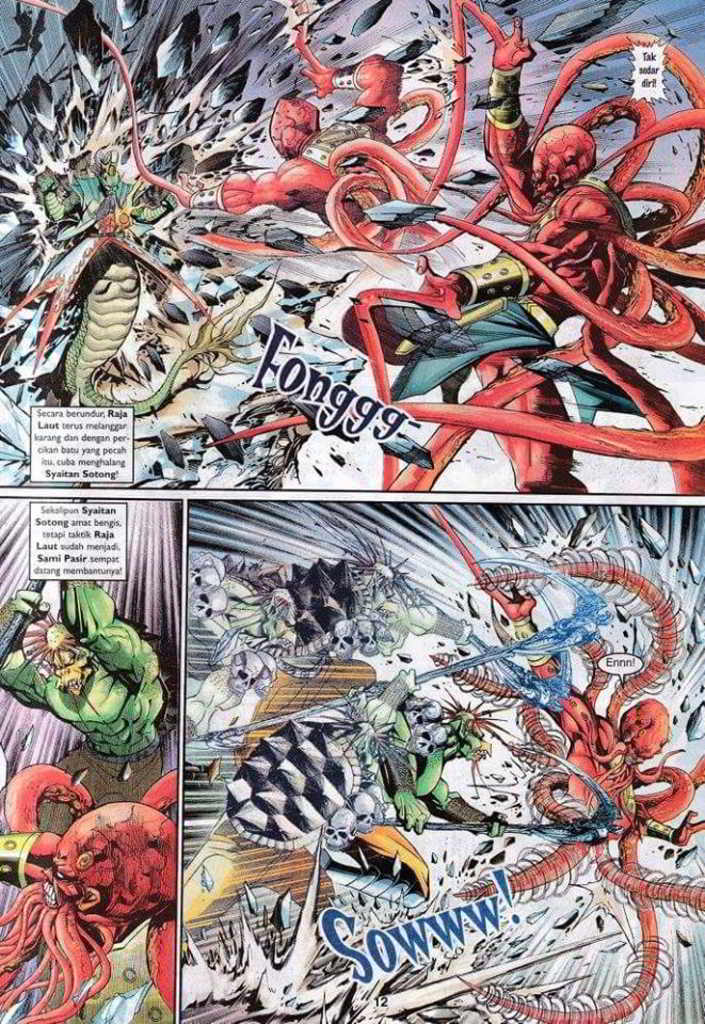 Tak
sedar
diri!
Fonggg-
Secara berundur, Raja
Laut terus melanggar
karang dan dengan per-
cikan batu yang pecah
itu, cuba menghalang
Syaitan Sotong!
Sekalipun Syaitan
Sotong amat bengis,
tetapi taktik Raja
Laut sudah menjadi.
Sami Pasir sempat
datang membantunya!
Ennn!
Sowww!
12